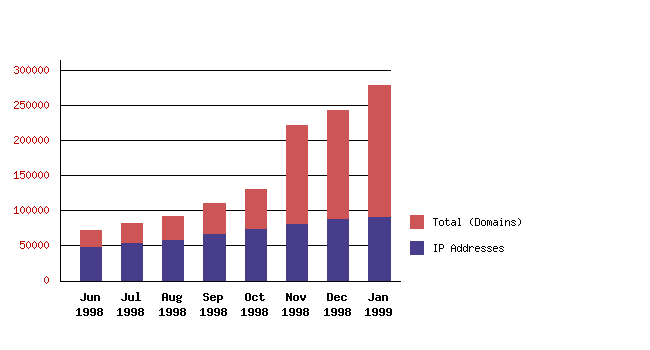 300000
250000
200000
150000
100000
50000
0
Total (Domains)
IP Addresses
Jun Jul Aug Sep Oct Nov Dec Jan
1998 1998 1998 1998 1998 1998 1998 1999